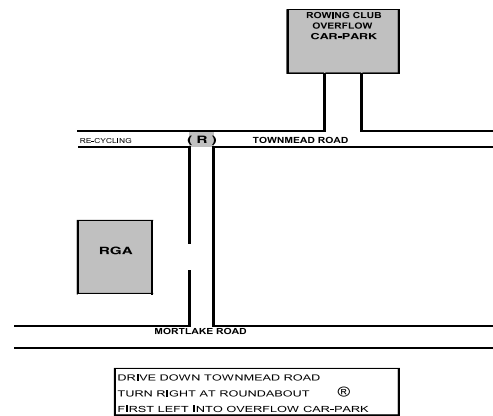 ROWING CLUB
OVERFLOW
CAR-PARK
RE-CYCLING
( R )
TOWNMEAD ROAD
RGA
MORTLAKE ROAD
DRIVE DOWN TOWNMEAD ROAD
TURN RIGHT AT ROUNDABOUT ®
FIRST LEFT INTO OVERFLOW CAR-PARK